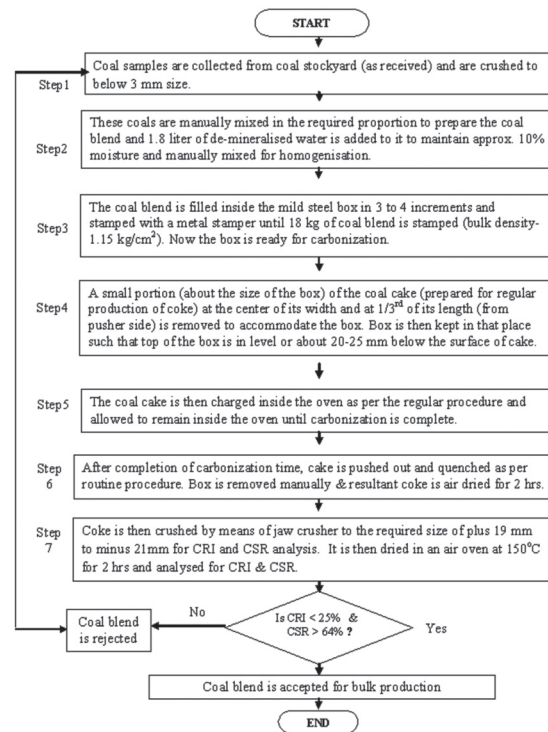 START
Step1
Coal samples are collected from coal stockyard (as received) and are crushed to
below 3 mm size.
Step2
These coals are manually mixed in the required proportion to prepare the coal
blend and 1.8 liter of de-mineralised water is added to it to maintain approx. 10%
moisture and manually mixed for homogenisation.
Step3
The coal blend is filled inside the mild steel box in 3 to 4 increments and
stamped with a metal stamper until 18 kg of coal blend is stamped (bulk density-
1.15 kg/cm²). Now the box is ready for carbonization.
Step4
A small portion (about the size of the box) of the coal cake (prepared for regular
production of coke) at the center of its width and at 1/3rd of its length (from
pusher side) is removed to accommodate the box. Box is then kept in that place
such that top of the box is in level or about 20-25 mm below the surface of cake.
Step5
The coal cake is then charged inside the oven as per the regular procedure and
allowed to remain inside the oven until carbonization is complete.
Step
6
After completion of carbonization time, cake is pushed out and quenched as per
routine procedure. Box is removed manually & resultant coke is air dried for 2 hrs.
Step
7
Coke is then crushed by means of jaw crusher to the required size of plus 19 mm
to minus 21mm for CRI and CSR analysis. It is then dried in an air oven at 150°C
for 2 hrs and analysed for CRI & CSR.
Is CRI < 25% &
CSR > 64% ?
No
Yes
Coal blend
is rejected
Coal blend is accepted for bulk production
END